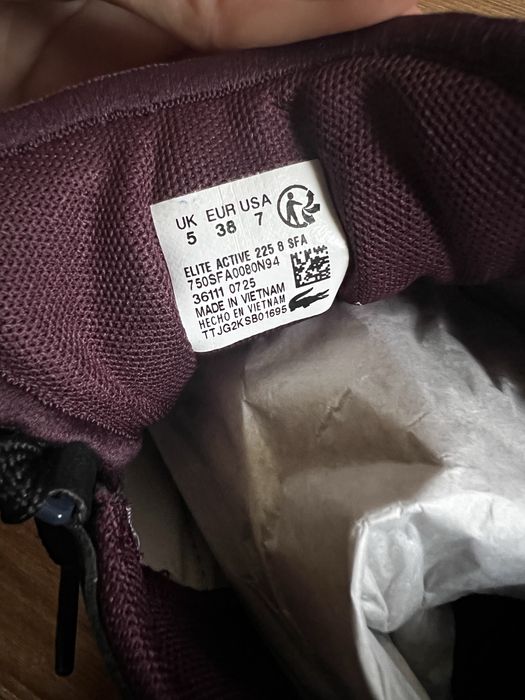 UK EUR USA
5 38 7
ELITE ACTIVE 225 8 SFA
750SFA0080N94
36111 0725
MADE IN VIETNAM
HECHO EN VIETNAM
TTJG2KSB01695